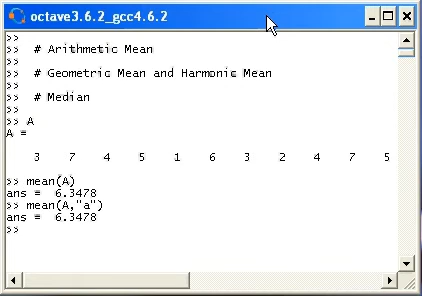 octave3.6.2_gcc4.6.2
>>
>>  # Arithmetic Mean
>>
>>  # Geometric Mean and Harmonic Mean
>>
>>  # Median
>>
>> A
A =
3 7 4 5 1 6 3 2 4 7 5
>> mean(A)
ans = 6.3478
>> mean(A,"a")
ans = 6.3478
>>